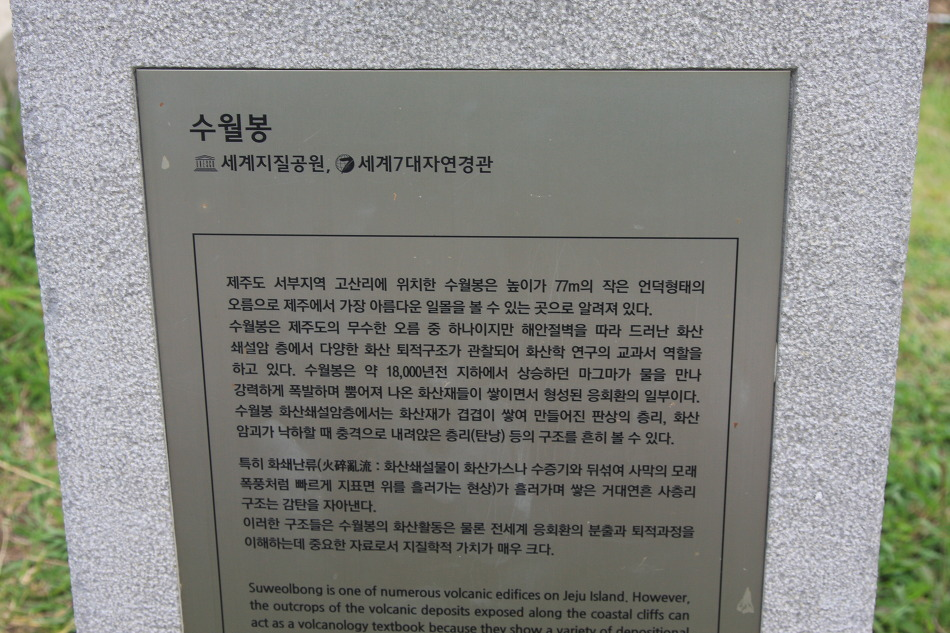 수월봉
세계지질공원, 세계7대자연경관
제주도 서부지역 고산리에 위치한 수월봉은 높이가 77m의 작은 언덕형태의
오름으로 제주에서 가장 아름다운 일몰을 볼 수 있는 곳으로 알려져 있다.
수월봉은 제주도의 무수한 오름 중 하나이지만 해안절벽을 따라 드러난 화산
쇄설암 층에서 다양한 화산 퇴적구조가 관찰되어 화산학 연구의 교과서 역할을
하고 있다. 수월봉은 약 18,000년전 지하에서 상승하던 마그마가 물을 만나
강력하게 폭발하며 뿜어져 나온 화산재들이 쌓이면서 형성된 응회환의 일부이다.
수월봉 화산쇄설암층에서는 화산재가 겹겹이 쌓여 만들어진 판상의 층리, 화산
암괴가 낙하할 때 충격으로 내려앉은 층리(탄낭) 등의 구조를 흔히 볼 수 있다.
특히 화쇄난류(火碎亂流 : 화산쇄설물이 화산가스나 수증기와 뒤섞여 사막의 모래
폭풍처럼 빠르게 지표면 위를 흘러가는 현상)가 흘러가며 쌓은 거대연흔 사층리
구조는 감탄을 자아낸다.
이러한 구조들은 수월봉의 화산활동은 물론 전세계 응회환의 분출과 퇴적과정을
이해하는데 중요한 자료로서 지질학적 가치가 매우 크다.
Suweolbong is one of numerous volcanic edifices on Jeju Island. However,
the outcrops of the volcanic deposits exposed along the coastal cliffs can
act as a volcanology textbook because they show a variety of depositional